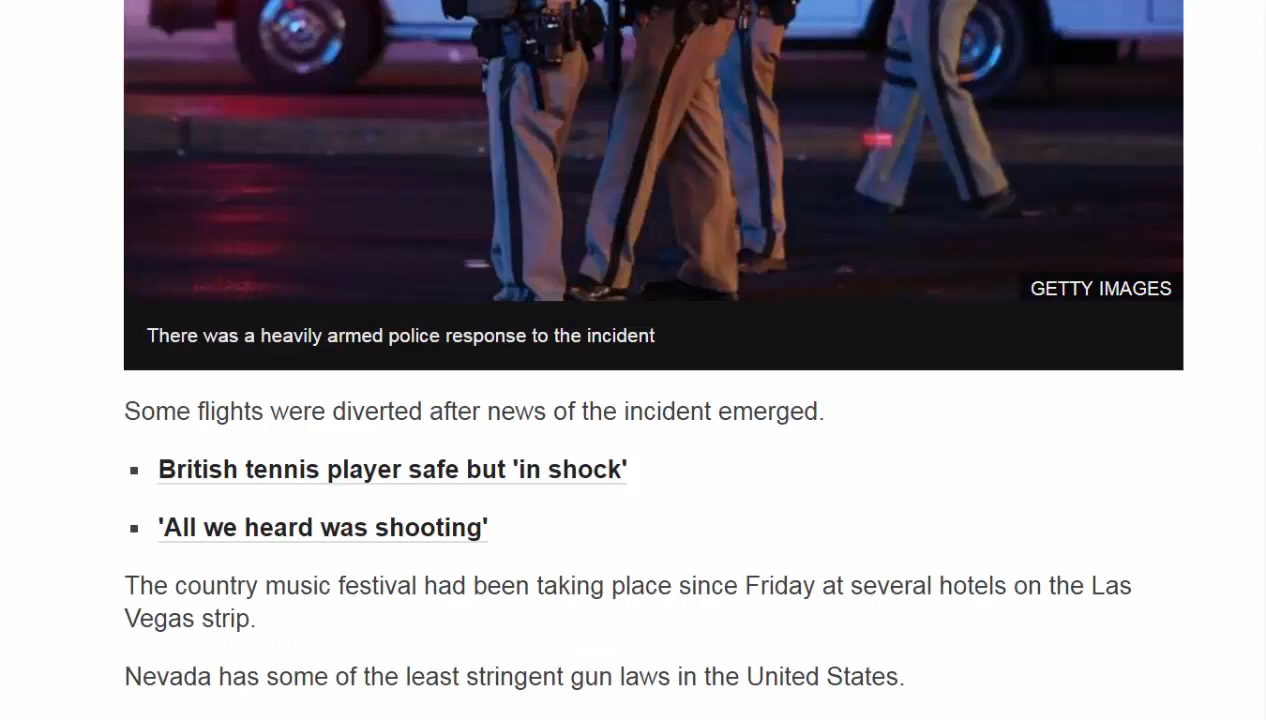 GETTY IMAGES
There was a heavily armed police response to the incident
Some flights were diverted after news of the incident emerged.
British tennis player safe but 'in shock'
'All we heard was shooting'
The country music festival had been taking place since Friday at several hotels on the Las
Vegas strip.
Nevada has some of the least stringent gun laws in the United States.